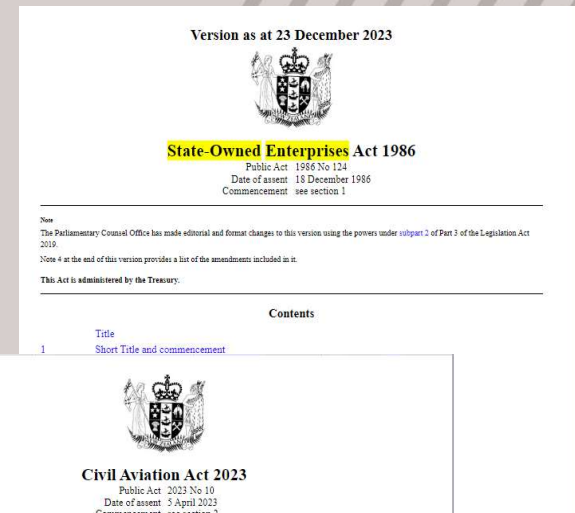 Version as at 23 December 2023
State-Owned Enterprises Act 1986
Public Act 1986 No 124
Date of assent 18 December 1986
Commencement see section 1
Note
The Parliamentary Counsel Office has made editorial and format changes to this version using the powers under subpart 2 of Part 3 of the Legislation Act
2019.
Note 4 at the end of this version provides a list of the amendments included in it.
This Act is administered by the Treasury.
Contents
Title
1 Short Title and commencement
Civil Aviation Act 2023
Public Act 2023 No 10
Date of assent 5 April 2023
Commencement see section 2